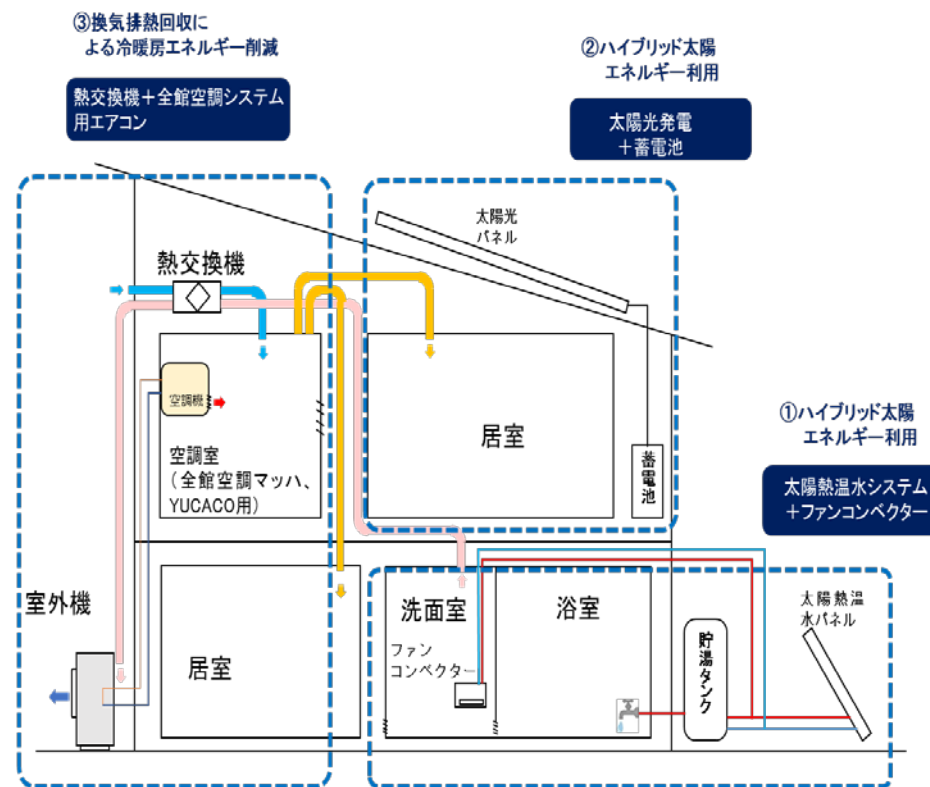 ③換気排熱回収に
よる冷暖房エネルギー削減
熱交換機＋全館空調システム
用エアコン
②ハイブリッド太陽
エネルギー利用
太陽光発電
＋蓄電池
太陽光
パネル
熱交換機
空調機
空調室
（全館空調マッハ、
YUCACO用）
居室
蓄電池
①ハイブリッド太陽
エネルギー利用
太陽熱温水システム
＋ファンコンベクター
室外機
居室
洗面室
ファン
コンベクター
浴室
貯湯タンク
太陽熱温
水パネル